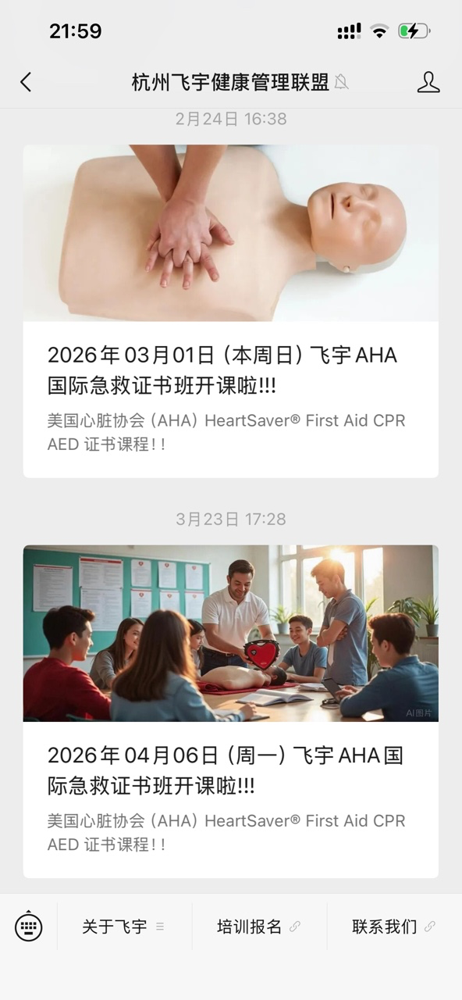 21:59
杭州飞宇健康管理联盟
2月24日 16:38
2026年03月01日（本周日）飞宇AHA
国际急救证书班开课啦!!!
美国心脏协会（AHA）HeartSaver® First Aid CPR
AED 证书课程！！
3月23日 17:28
AI图片
2026年04月06日（周一）飞宇AHA国
际急救证书班开课啦!!!
美国心脏协会（AHA）HeartSaver® First Aid CPR
AED 证书课程！！
关于飞宇
培训报名
联系我们